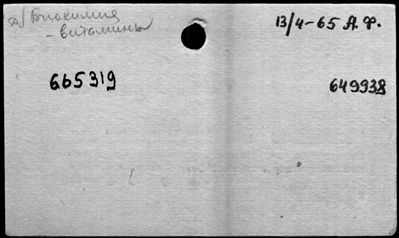 Биохимия
- витамины
13/4-65 А.Ф.
665319
649938